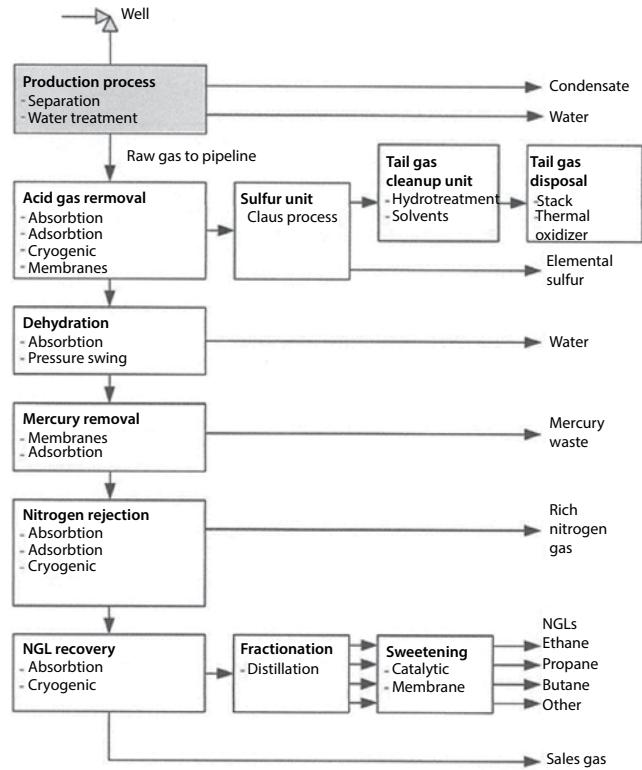 Well
Production process
- Separation
- Water treatment
Condensate
Water
Raw gas to pipeline
Acid gas rermoval
- Absorbtion
- Adsorbtion
- Cryogenic
- Membranes
Sulfur unit
Claus process
Tail gas
cleanup unit
- Hydrotreatment
- Solvents
Tail gas
disposal
- Stack
- Thermal
oxidizer
Elemental
sulfur
Dehydration
- Absorbtion
- Pressure swing
Water
Mercury removal
- Membranes
- Adsorbtion
Mercury
waste
Nitrogen rejection
- Absorbtion
- Adsorbtion
- Cryogenic
Rich
nitrogen
gas
NGL recovery
- Absorbtion
- Cryogenic
Fractionation
- Distillation
Sweetening
- Catalytic
- Membrane
NGLs
Ethane
Propane
Butane
Other
Sales gas